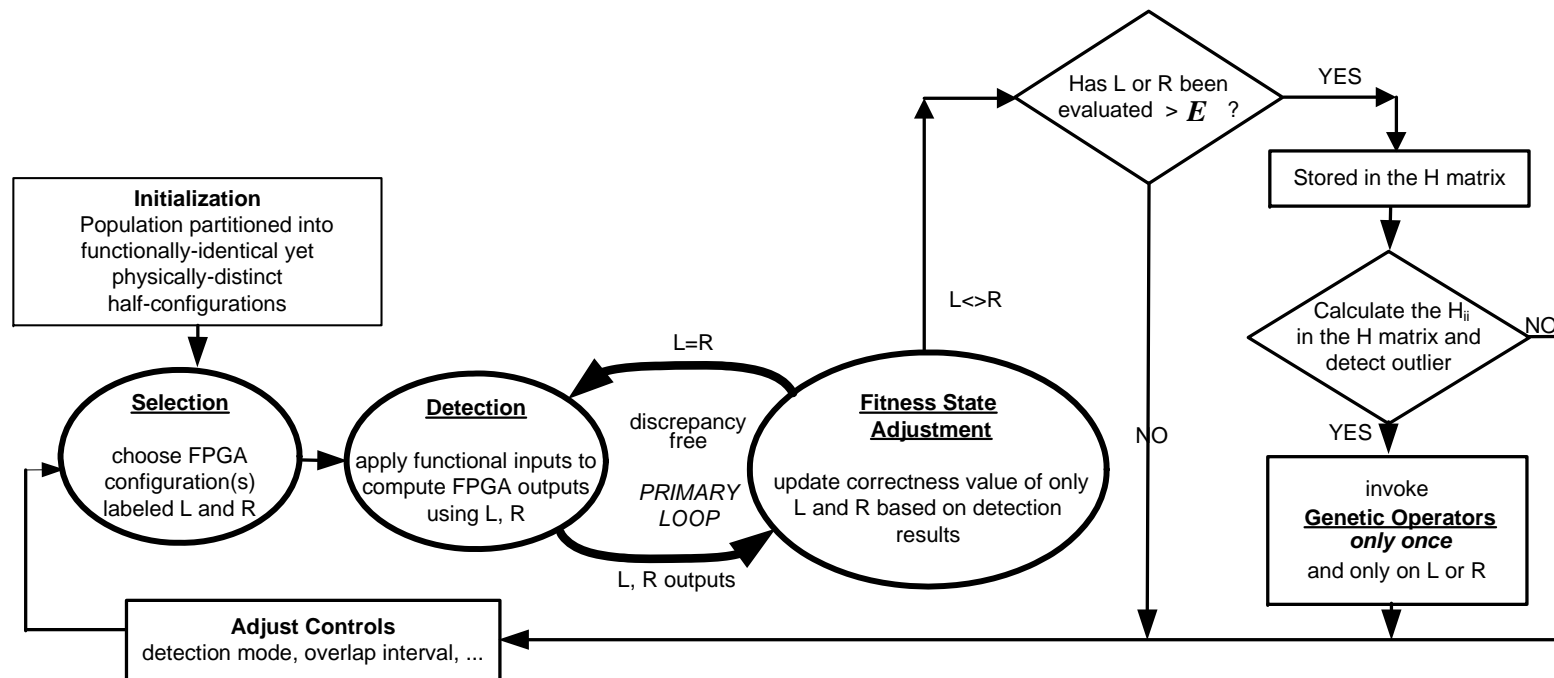 Initialization
Population partitioned into
functionally-identical yet
physically-distinct
half-configurations
Selection
choose FPGA
configuration(s)
labeled L and R
Detection
apply functional inputs to
compute FPGA outputs
using L, R
L=R
discrepancy
free
PRIMARY
LOOP
L, R outputs
Fitness State
Adjustment
update correctness value of only
L and R based on detection
results
L<>R
Has L or R been
evaluated > E ?
YES
NO
Stored in the H matrix
Calculate the Hii
in the H matrix and
detect outlier
NO
YES
invoke
Genetic Operators
only once
and only on L or R
Adjust Controls
detection mode, overlap interval, ...